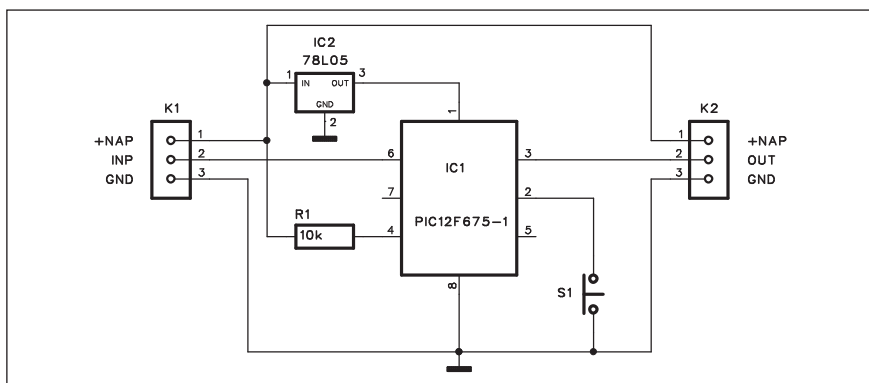 IC2
78L05
1
3
IN
OUT
GND
2
K1
K2
+NAP
1
1
+NAP
INP
2
6
IC1
3
2
OUT
GND
3
7
2
3
GND
1
PIC12F675-1
R1
10k
4
5
8
S1